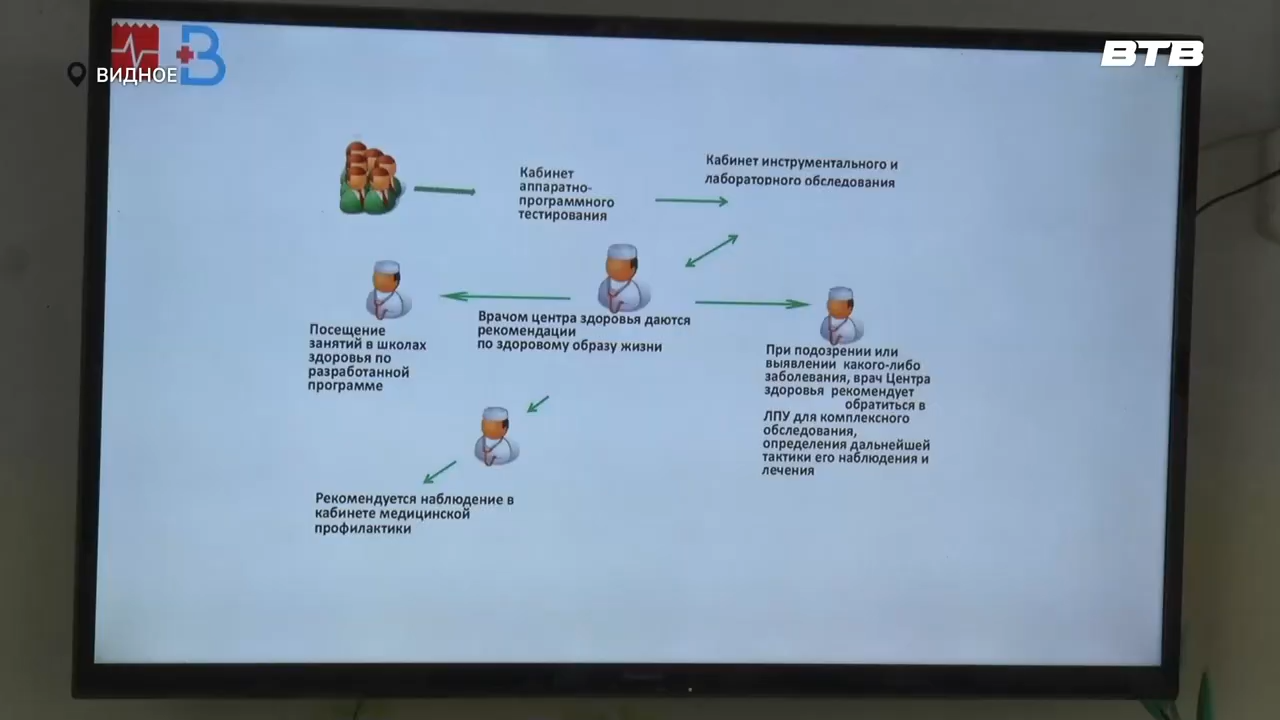 ВИДНОЕ
В
ВТВ
Кабинет
аппаратно-
программного
тестирования
Кабинет инструментального и
лабораторного обследования
Врачом центра здоровья даются
рекомендации
по здоровому образу жизни
Посещение
занятий в школах
здоровья по
разработанной
программе
При подозрении или
выявлении какого-либо
заболевания, врач Центра
здоровья рекомендует
обратиться в
ЛПУ для комплексного
обследования,
определения дальнейшей
тактики его наблюдения и
лечения
Рекомендуется наблюдение в
кабинете медицинской
профилактики